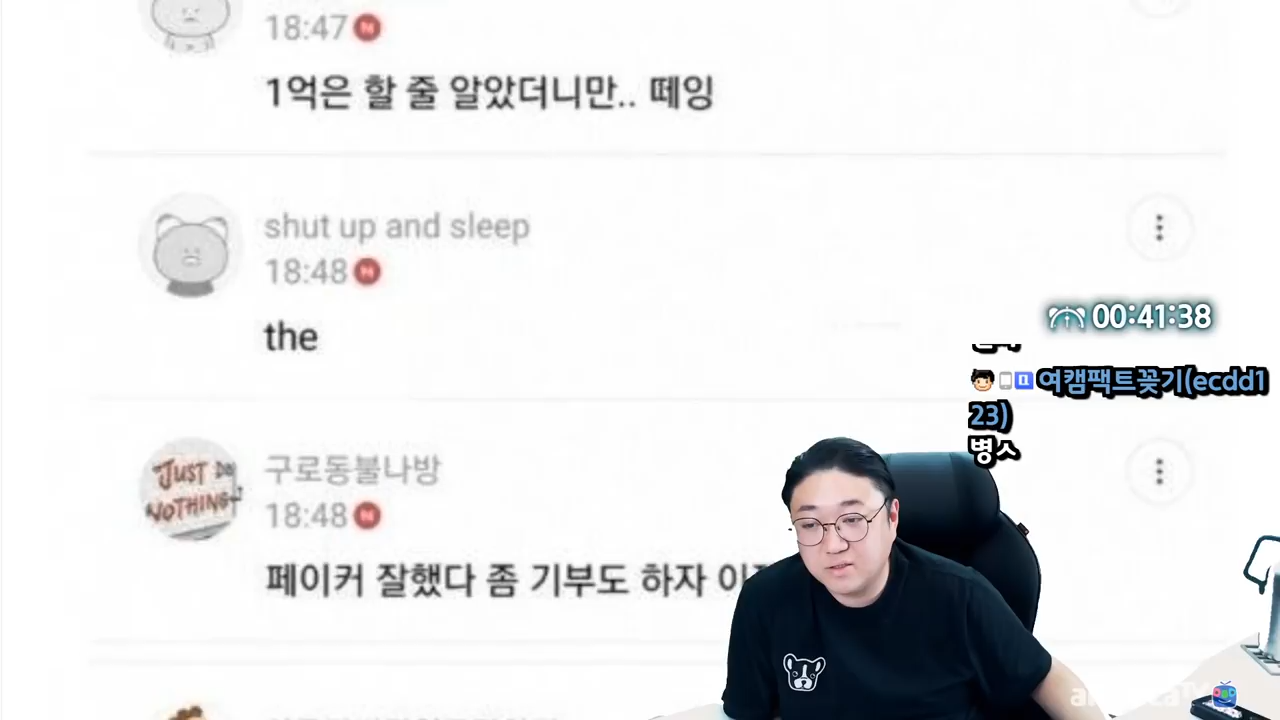 18:47 N
1억은 할 줄 알았더니만.. 떼잉
shut up and sleep
18:48 N
the
00:41:38
여캠팩트꽂기(ecdd1
23)
병ㅅ
JUST DO
NOTHING
구로동불나방
18:48 N
페이커 잘했다 좀 기부도 하자